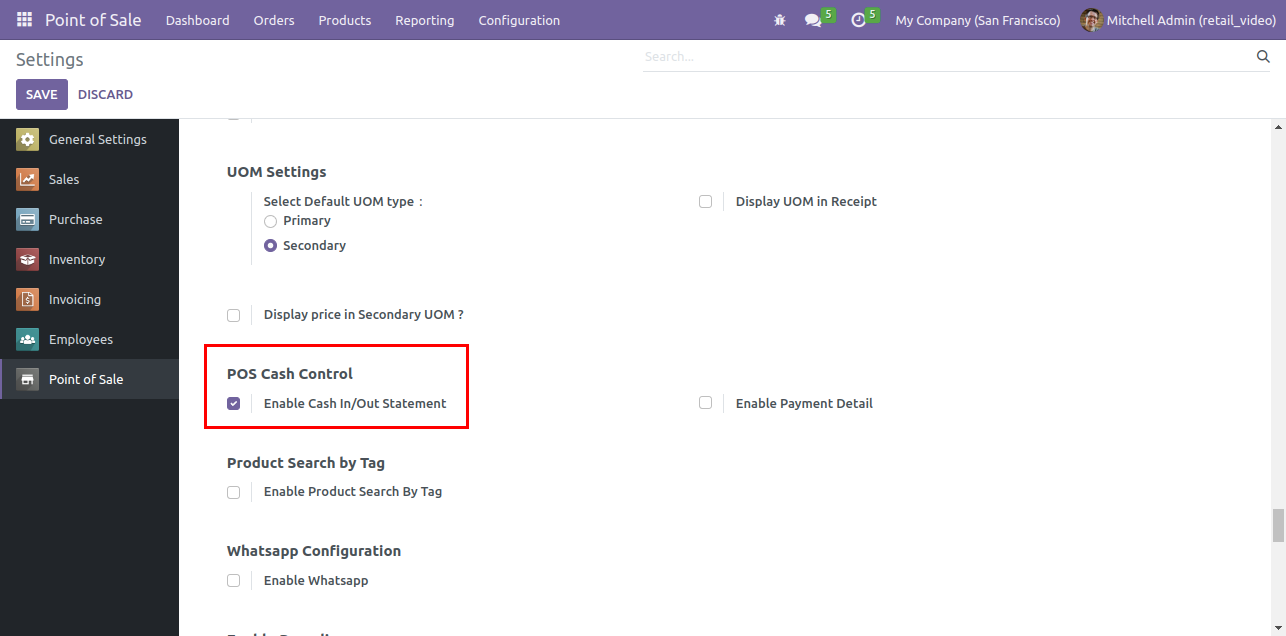 Point of Sale Dashboard Orders Products Reporting Configuration 5 5 My Company (San Francisco) Mitchell Admin (retail_video)
Settings
Search...
SAVE DISCARD
General Settings
Sales
Purchase
Inventory
Invoicing
Employees
Point of Sale
UOM Settings
Select Default UOM type :
Primary
Secondary
Display UOM in Receipt
Display price in Secondary UOM ?
POS Cash Control
Enable Cash In/Out Statement
Enable Payment Detail
Product Search by Tag
Enable Product Search By Tag
Whatsapp Configuration
Enable Whatsapp